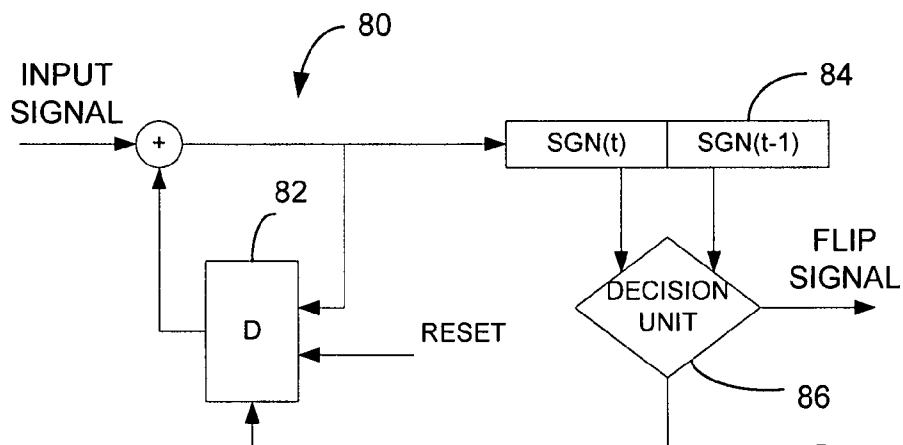 80
INPUT
SIGNAL
84
+
SGN(t) SGN(t-1)
82
FLIP
SIGNAL
DECISION
UNIT
D
RESET
86